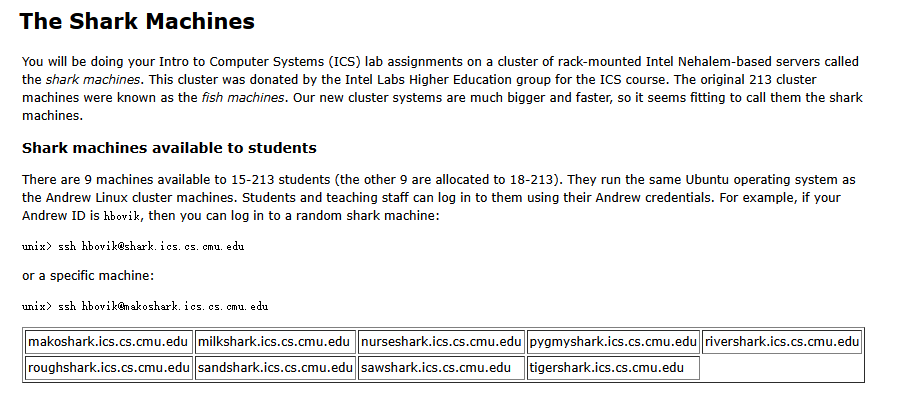 The Shark Machines
You will be doing your Intro to Computer Systems (ICS) lab assignments on a cluster of rack-mounted Intel Nehalem-based servers called
the shark machines. This cluster was donated by the Intel Labs Higher Education group for the ICS course. The original 213 cluster
machines were known as the fish machines. Our new cluster systems are much bigger and faster, so it seems fitting to call them the shark
machines.
Shark machines available to students
There are 9 machines available to 15-213 students (the other 9 are allocated to 18-213). They run the same Ubuntu operating system as
the Andrew Linux cluster machines. Students and teaching staff can log in to them using their Andrew credentials. For example, if your
Andrew ID is hbovik, then you can log in to a random shark machine:
unix> ssh hbovik@shark.ics.cs.cmu.edu
or a specific machine:
unix> ssh hbovik@makoshark.ics.cs.cmu.edu
makoshark.ics.cs.cmu.edu milkshark.ics.cs.cmu.edu nurseshark.ics.cs.cmu.edu pygmyshark.ics.cs.cmu.edu rivershark.ics.cs.cmu.edu
roughshark.ics.cs.cmu.edu sandshark.ics.cs.cmu.edu sawshark.ics.cs.cmu.edu tigershark.ics.cs.cmu.edu